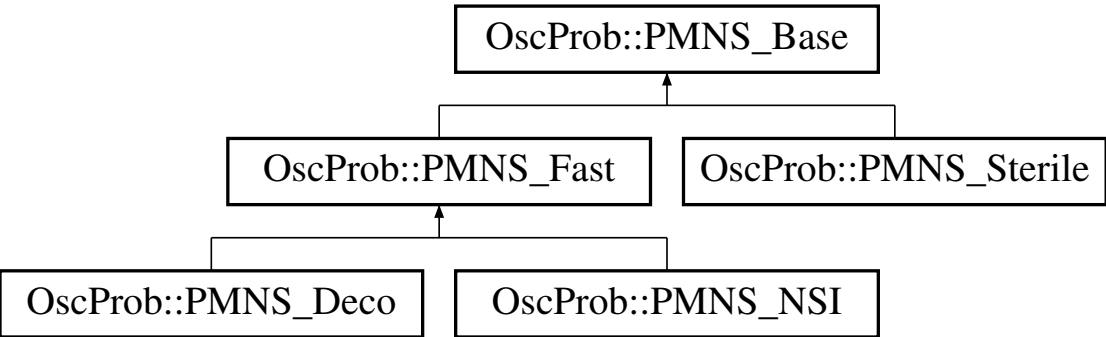 OscProb::PMNS_Base
OscProb::PMNS_Fast
OscProb::PMNS_Sterile
OscProb::PMNS_Deco
OscProb::PMNS_NSI